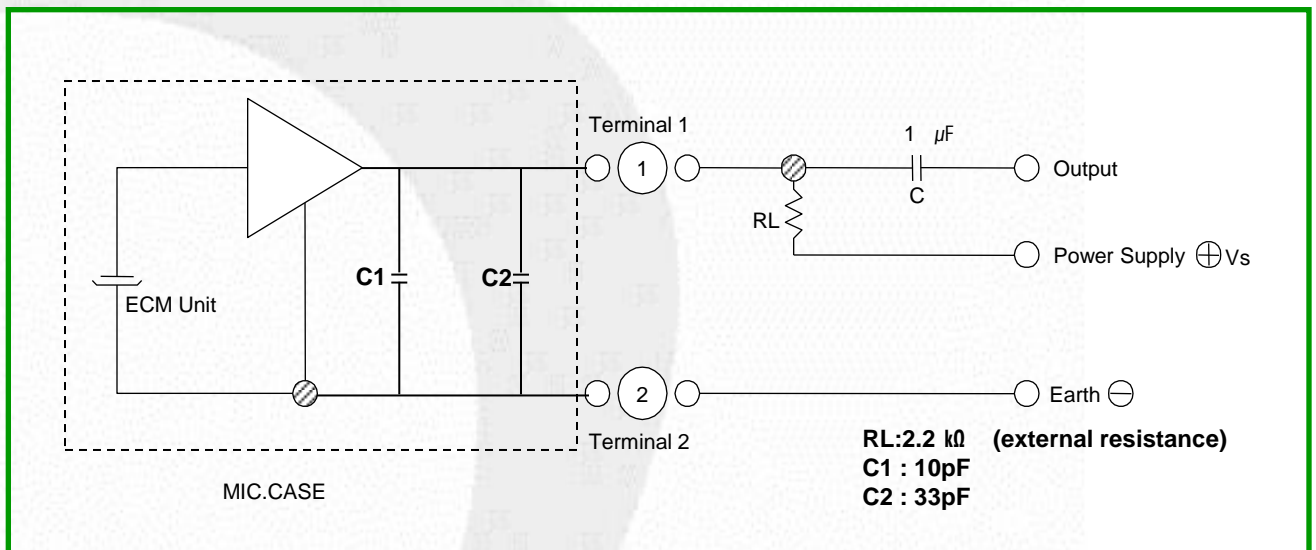 Terminal 1
1 μF
1
Output
C
RL
Power Supply ⊕Vs
C1
C2
ECM Unit
2
Earth ⊖
Terminal 2
RL:2.2 kΩ (external resistance)
C1 : 10pF
C2 : 33pF
MIC.CASE